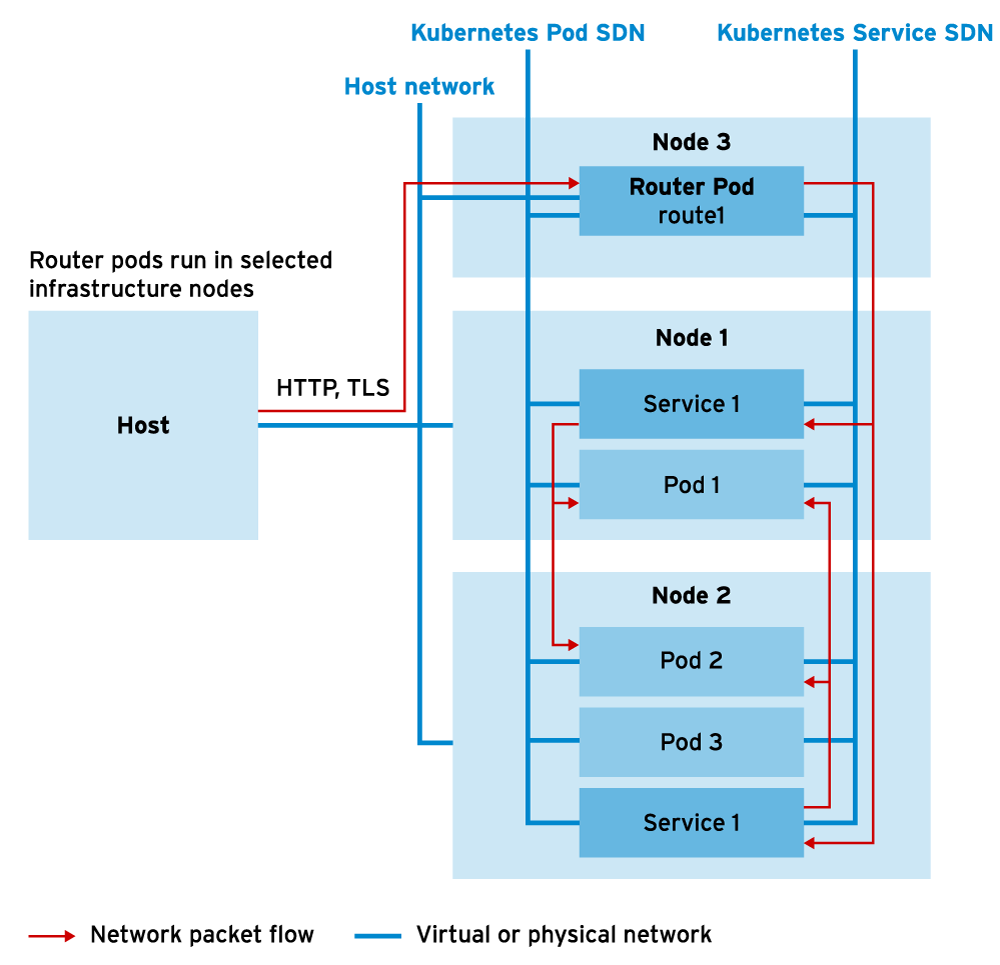 Kubernetes Pod SDN
Kubernetes Service SDN
Host network
Node 3
Router Pod
route1
Router pods run in selected
infrastructure nodes
Host
HTTP, TLS
Node 1
Service 1
Pod 1
Node 2
Pod 2
Pod 3
Service 1
Network packet flow
Virtual or physical network